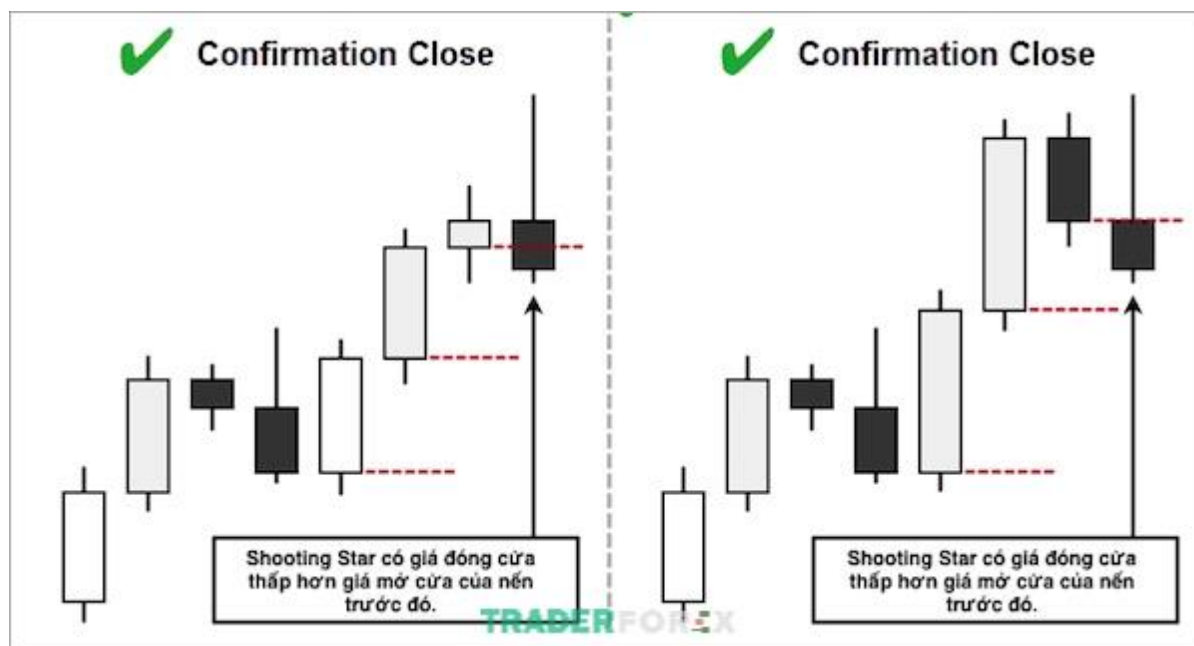 Confirmation Close
Confirmation Close
Shooting Star có giá đóng cửa
thấp hơn giá mở cửa của nến
trước đó.
Shooting Star có giá đóng cửa
thấp hơn giá mở cửa của nến
trước đó.
TRADERFOREX